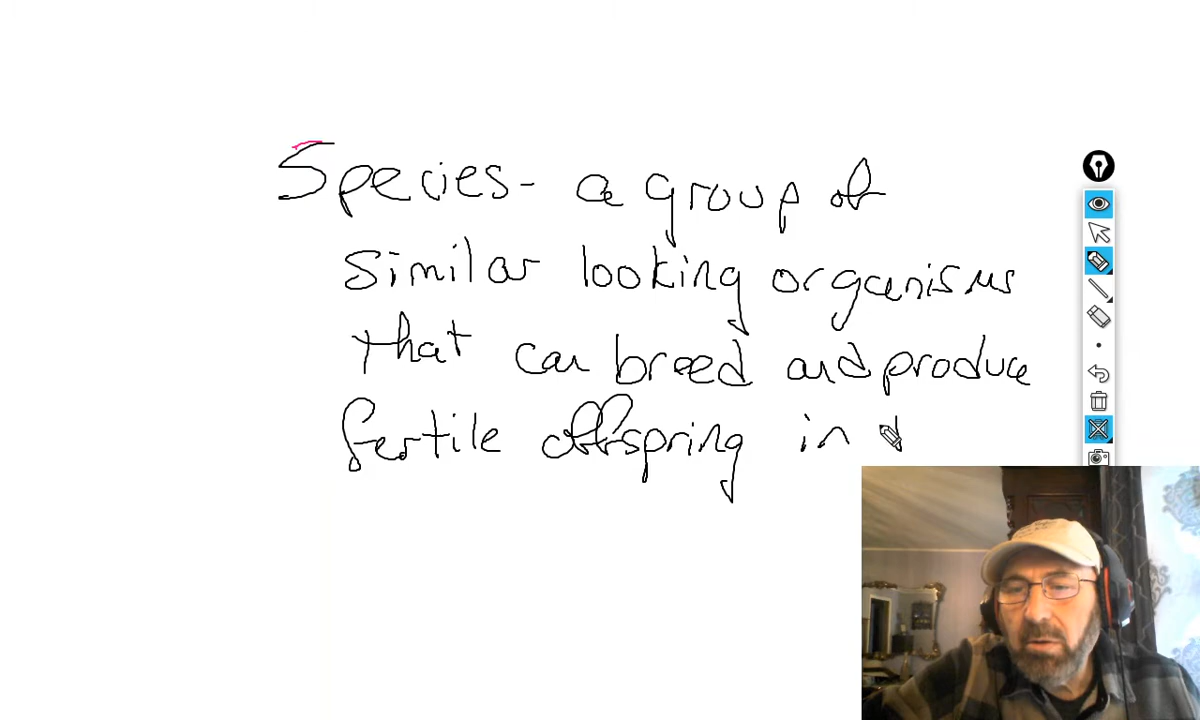 Species- a group of
similar looking organisms
that can breed and produce
fertile offspring in